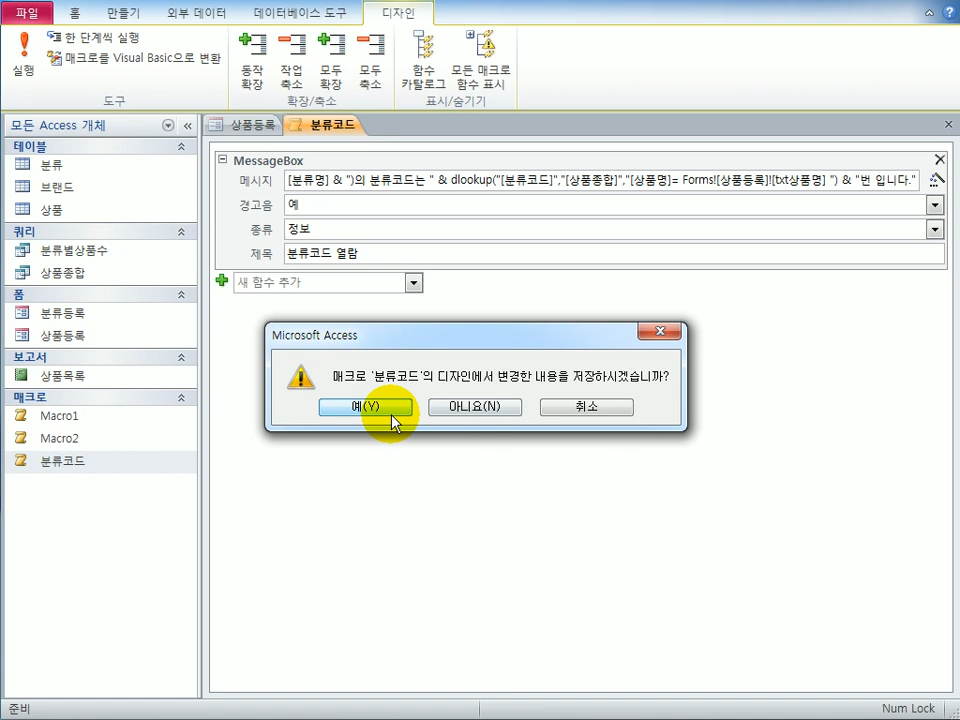 파일 홈 만들기 외부 데이터 데이터베이스 도구 디자인
실행
한 단계씩 실행
매크로를 Visual Basic으로 변환
도구
동작 확장
작업 축소
모두 확장
모두 축소
확장/축소
함수 카탈로그
모든 매크로 함수 표시
표시/숨기기
모든 Access 개체
테이블
분류
브랜드
상품
쿼리
분류별상품수
상품종합
폼
분류등록
상품등록
보고서
상품목록
매크로
Macro1
Macro2
분류코드
상품등록 분류코드
MessageBox
메시지 [분류명] & ")의 분류코드는 " & dlookup("[분류코드]","[상품종합]","[상품명]= Forms![상품등록]![txt상품명] ") & "번 입니다."
경고음 예
종류 정보
제목 분류코드 열람
새 함수 추가
Microsoft Access
매크로 '분류코드'의 디자인에서 변경한 내용을 저장하시겠습니까?
예(Y) 아니요(N) 취소
준비 Num Lock